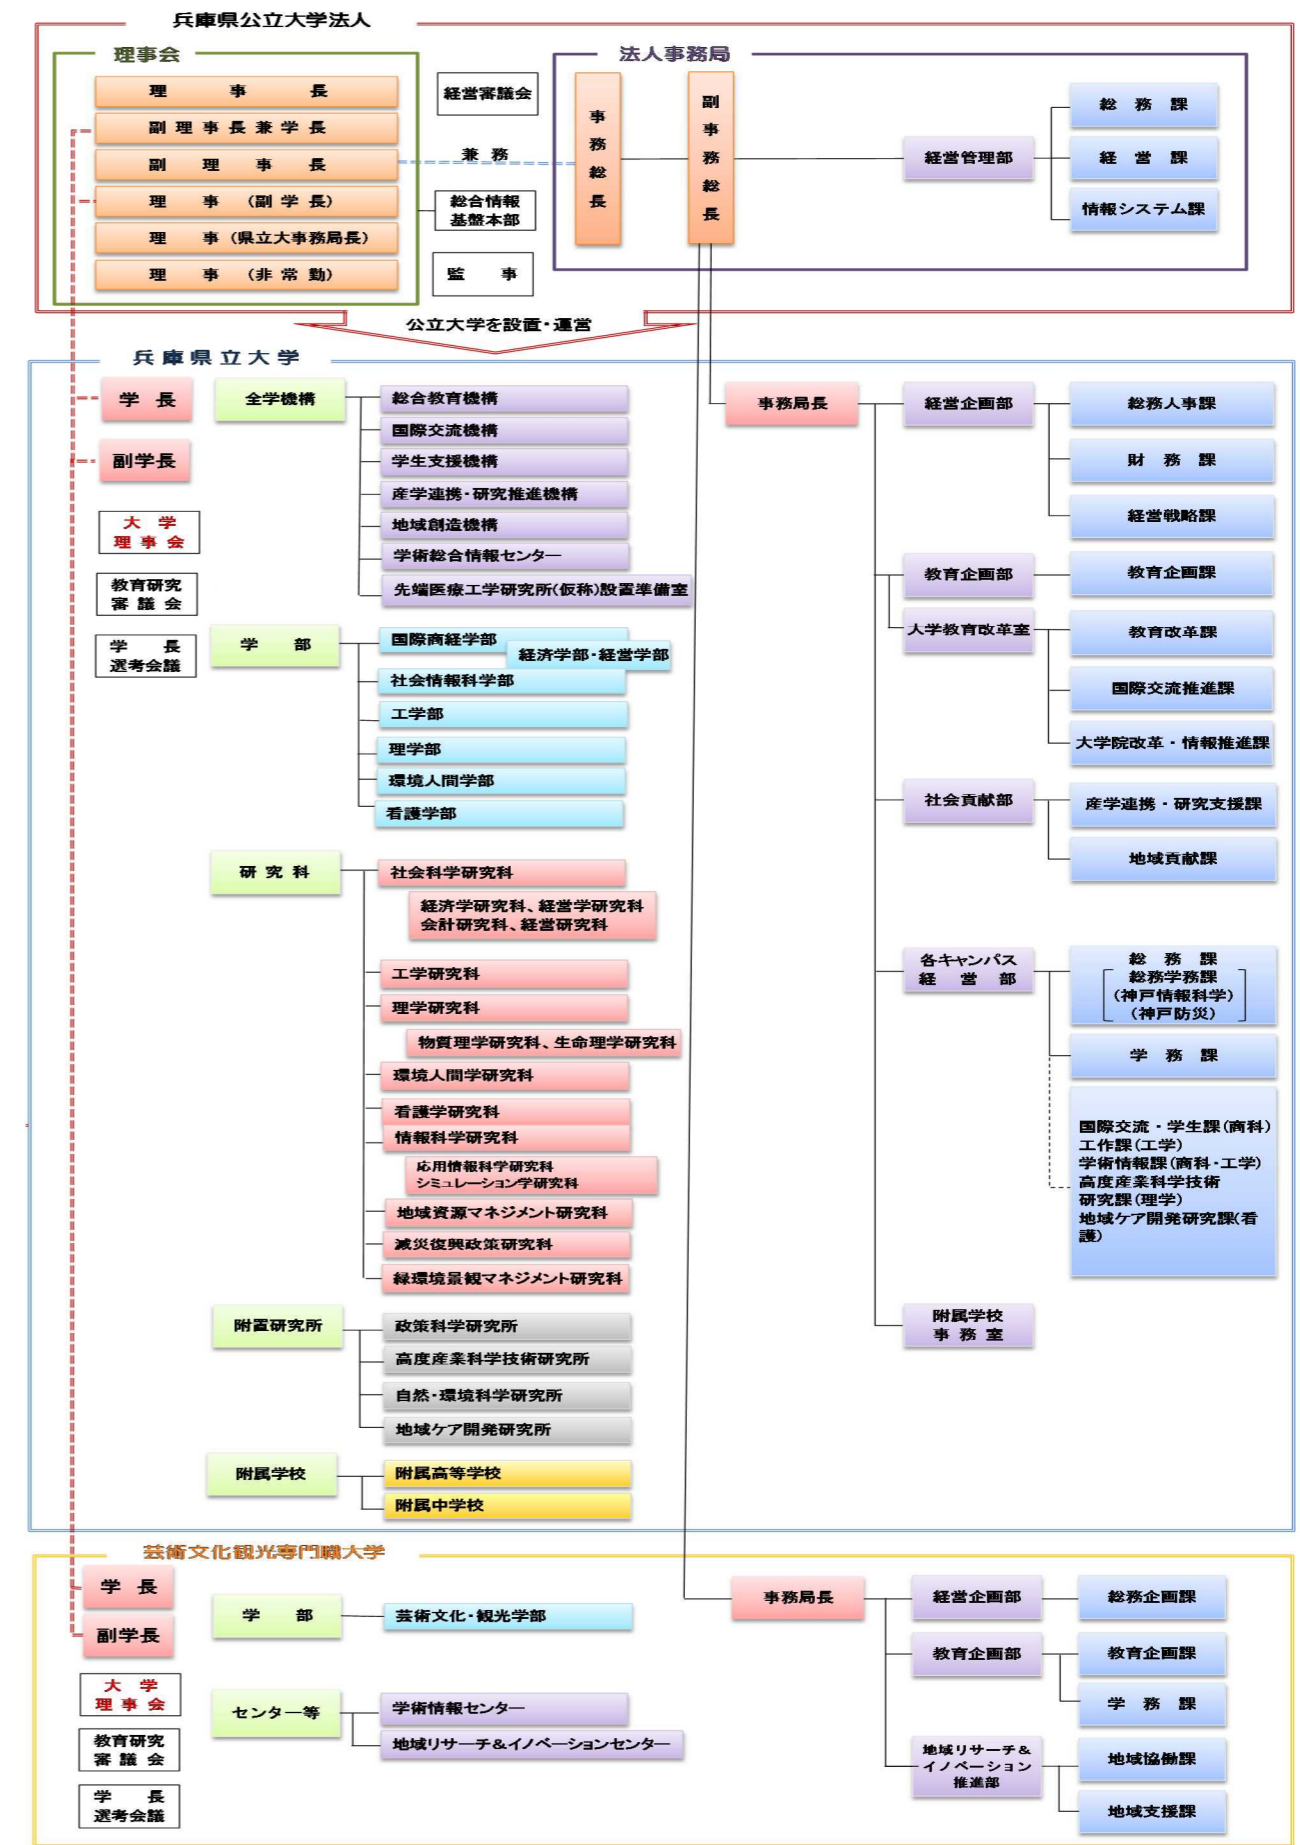 兵庫県公立大学法人
理事会
理事長
副理事長兼学長
副理事長
理事（副学長）
理事（県立大事務局長）
理事（非常勤）
経営審議会
兼務
総合情報
基盤本部
監事
法人事務局
事務総長
副事務総長
経営管理部
総務課
経営課
情報システム課
公立大学を設置・運営
兵庫県立大学
学長
副学長
大学
理事会
教育研究
審議会
学長
選考会議
全学機構
総合教育機構
国際交流機構
学生支援機構
産学連携・研究推進機構
地域創造機構
学術総合情報センター
先端医療工学研究所(仮称)設置準備室
学部
国際商経学部
経済学部・経営学部
社会情報科学部
工学部
理学部
環境人間学部
看護学部
研究科
社会科学研究科
経済学研究科、経営学研究科
会計研究科、経営研究科
工学研究科
理学研究科
物質理学研究科、生命理学研究科
環境人間学研究科
看護学研究科
情報科学研究科
応用情報科学研究科
シミュレーション学研究科
地域資源マネジメント研究科
減災復興政策研究科
緑環境景観マネジメント研究科
附置研究所
政策科学研究所
高度産業科学技術研究所
自然・環境科学研究所
地域ケア開発研究所
附属学校
附属高等学校
附属中学校
事務局長
経営企画部
総務人事課
財務課
経営戦略課
教育企画部
教育企画課
大学教育改革室
教育改革課
国際交流推進課
大学院改革・情報推進課
社会貢献部
産学連携・研究支援課
地域貢献課
各キャンパス
経営部
総務課
総務学務課
(神戸情報科学)
(神戸防災)
学務課
国際交流・学生課(商科)
工作課(工学)
学術情報課(商科・工学)
高度産業科学技術
研究課(理学)
地域ケア開発研究課(看
護)
附属学校
事務室
芸術文化観光専門職大学
学長
副学長
大学
理事会
教育研究
審議会
学長
選考会議
学部
芸術文化・観光学部
センター等
学術情報センター
地域リサーチ&イノベーションセンター
事務局長
経営企画部
総務企画課
教育企画部
教育企画課
学務課
地域リサーチ&
イノベーション
推進部
地域協働課
地域支援課